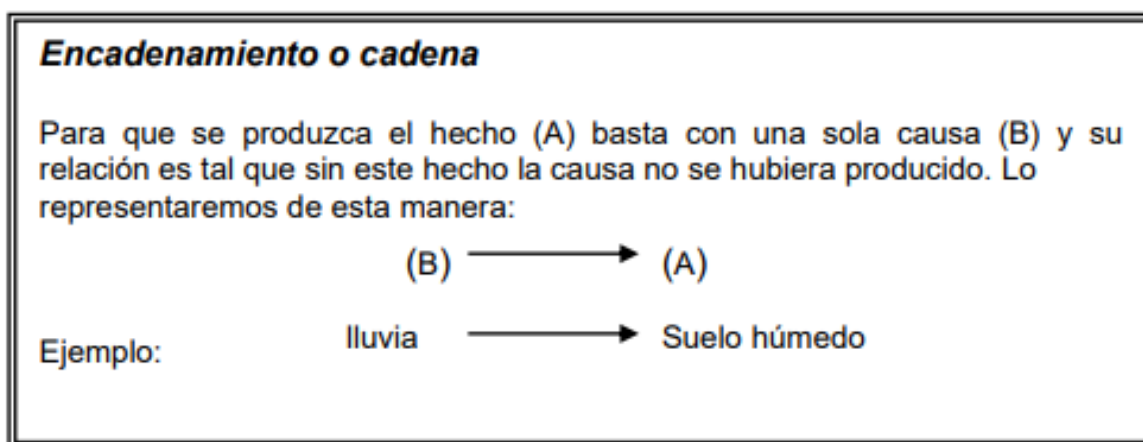 Encadenamiento o cadena
Para que se produzca el hecho (A) basta con una sola causa (B) y su
relación es tal que sin este hecho la causa no se hubiera producido. Lo
representaremos de esta manera:
(B) (A)
Ejemplo: lluvia Suelo húmedo